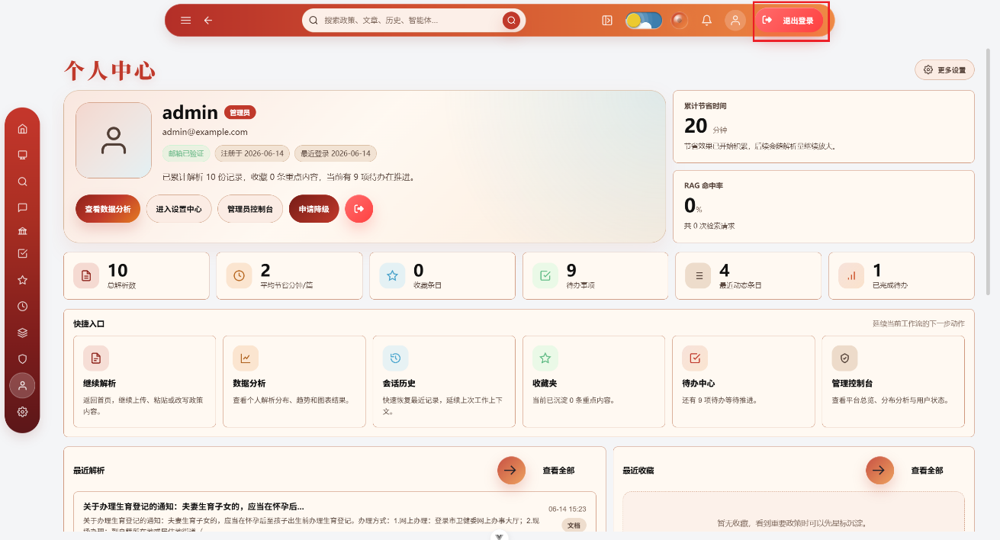 搜索政策、文章、历史、智能体...
退出登录
个人中心
更多设置
admin 管理员
admin@example.com
邮箱已验证 注册于 2026-06-14 最近登录 2026-06-14
已累计解析 10 份记录，收藏 0 条重点内容，当前有 9 项待办在推进。
查看数据分析 进入设置中心 管理员控制台 申请降级
累计节省时间
20 分钟
节省效果已开始积累，后续会随解析量继续放大。
RAG 命中率
0%
共 0 次检索请求
10
总解析数
2
平均节省分钟/篇
0
收藏条目
9
待办事项
4
最近动态条目
1
已完成待办
快捷入口
延续当前工作流的下一步动作
继续解析
返回首页，继续上传、粘贴或改写政策
内容。
数据分析
查看个人解析分布、趋势和图表结果。
会话历史
快速恢复最近记录，延续上次工作上下
文。
收藏夹
当前已沉淀 0 条重点内容。
待办中心
还有 9 项待办等待推进。
管理控制台
查看平台总览、分布分析与用户状态。
最近解析
查看全部
关于办理生育登记的通知：夫妻生育子女的，应当在怀孕后...
06-14 15:23
关于办理生育登记的通知：夫妻生育子女的，应当在怀孕后至孩子出生前办理生育登记。办理方式：1.网上办理：登录市卫健委网上办事大厅；2.现
场办理：到户籍所在地或居住地街道（
文档
最近收藏
查看全部
暂无收藏，看到重要政策时可以先星标沉淀。